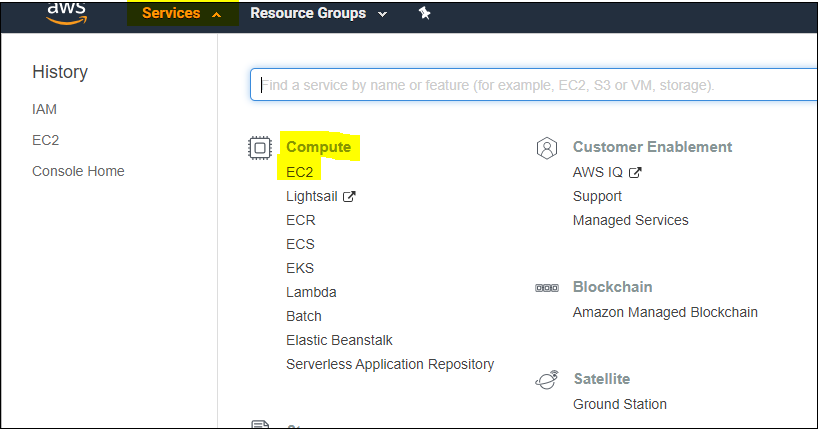 aws
Services
Resource Groups
History
IAM
EC2
Console Home
Find a service by name or feature (for example, EC2, S3 or VM, storage).
Compute
EC2
Lightsail
ECR
ECS
EKS
Lambda
Batch
Elastic Beanstalk
Serverless Application Repository
Customer Enablement
AWS IQ
Support
Managed Services
Blockchain
Amazon Managed Blockchain
Satellite
Ground Station